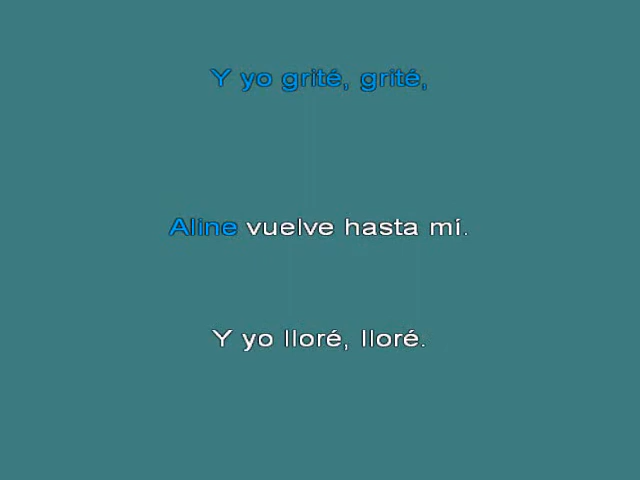 Y yo grité, grité,
Aline vuelve hasta mí.
Y yo lloré, lloré.